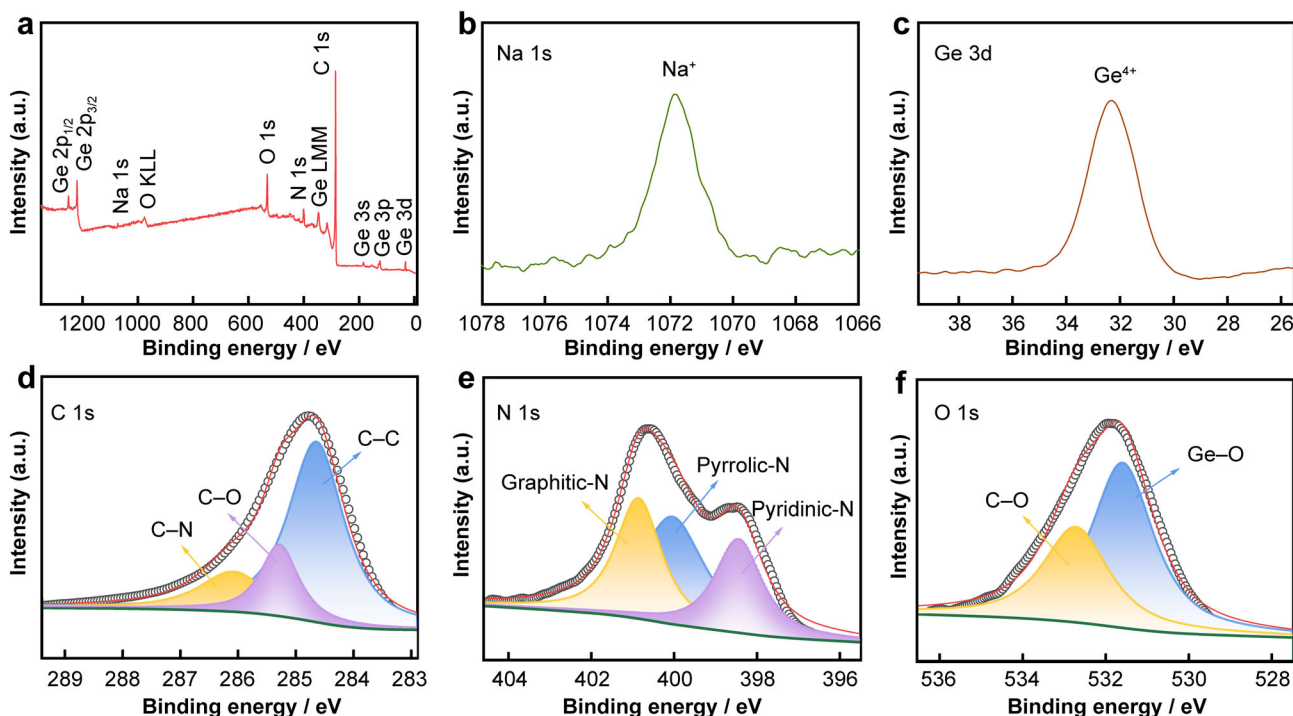 a
Intensity (a.u.)
Ge 2p1/2
Ge 2p3/2
Na 1s
O KLL
O 1s
N 1s
Ge LMM
C 1s
Ge 3s
Ge 3p
Ge 3d
1200 1000 800 600 400 200 0
Binding energy / eV
b
Na 1s
Na⁺
Intensity (a.u.)
1078 1076 1074 1072 1070 1068 1066
Binding energy / eV
c
Ge 3d
Ge⁴⁺
Intensity (a.u.)
38 36 34 32 30 28 26
Binding energy / eV
d
C 1s
C–C
C–O
C–N
Intensity (a.u.)
289 288 287 286 285 284 283
Binding energy / eV
e
N 1s
Graphitic-N
Pyrrolic-N
Pyridinic-N
Intensity (a.u.)
404 402 400 398 396
Binding energy / eV
f
O 1s
Ge–O
C–O
Intensity (a.u.)
536 534 532 530 528
Binding energy / eV